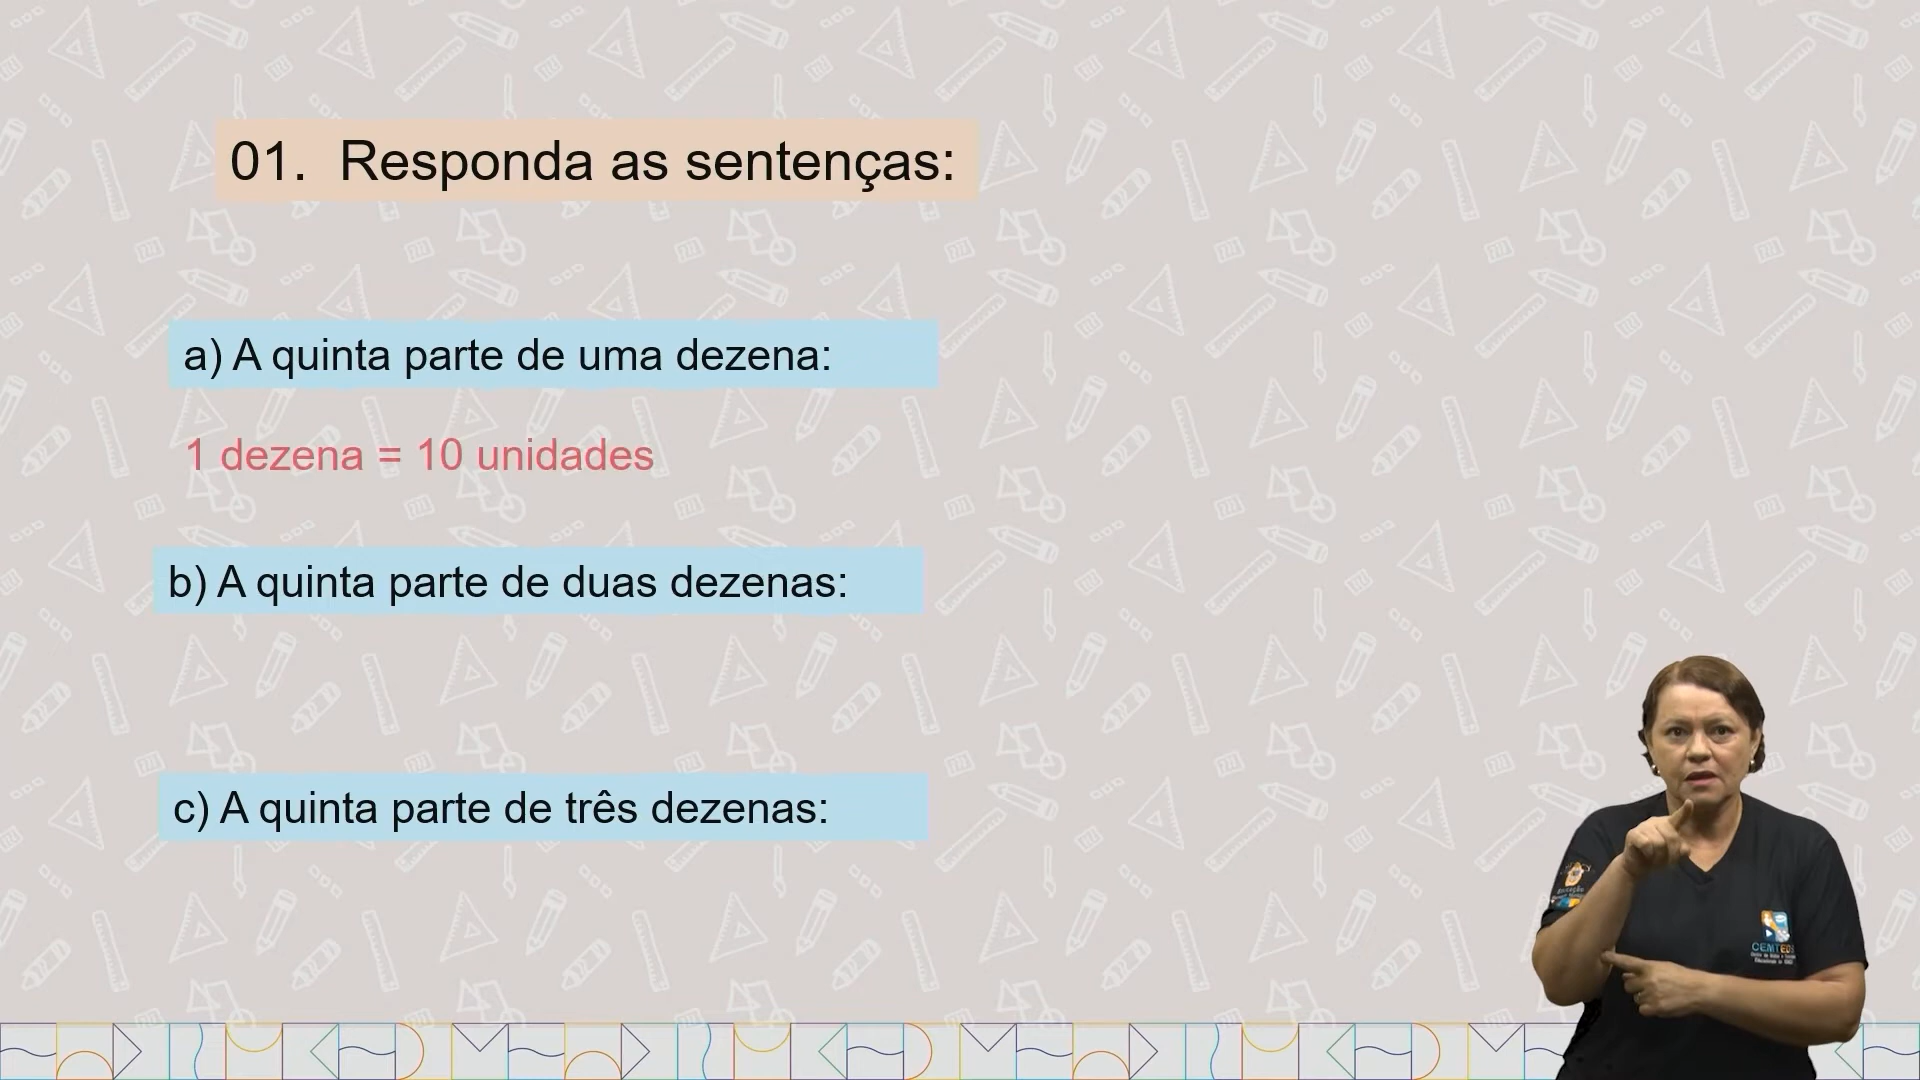 01. Responda as sentenças:
a) A quinta parte de uma dezena:
1 dezena = 10 unidades
b) A quinta parte de duas dezenas:
c) A quinta parte de três dezenas: